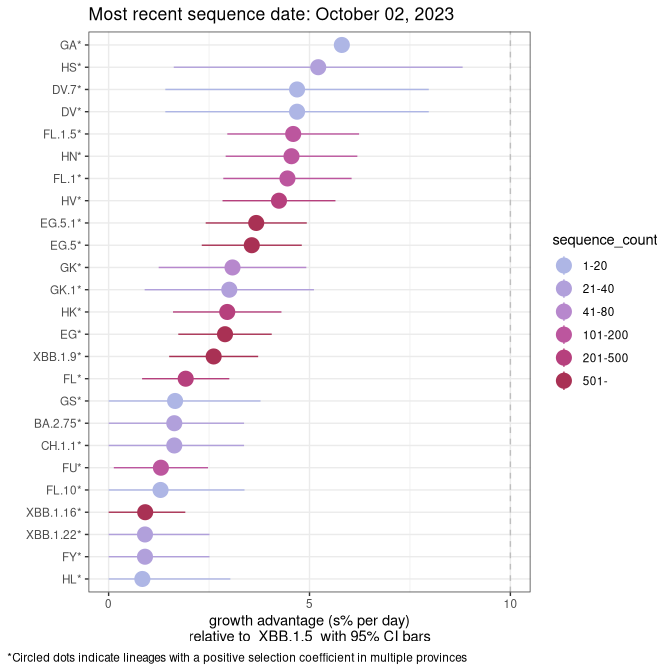 Most recent sequence date: October 02, 2023
GA*
HS*
DV.7*
DV*
FL.1.5*
HN*
FL.1*
HV*
EG.5.1*
EG.5*
GK*
GK.1*
HK*
EG*
XBB.1.9*
FL*
GS*
BA.2.75*
CH.1.1*
FU*
FL.10*
XBB.1.16*
XBB.1.22*
FY*
HL*
0 5 10
growth advantage (s% per day)
relative to XBB.1.5 with 95% CI bars
*Circled dots indicate lineages with a positive selection coefficient in multiple provinces
sequence_count
1-20
21-40
41-80
101-200
201-500
501-